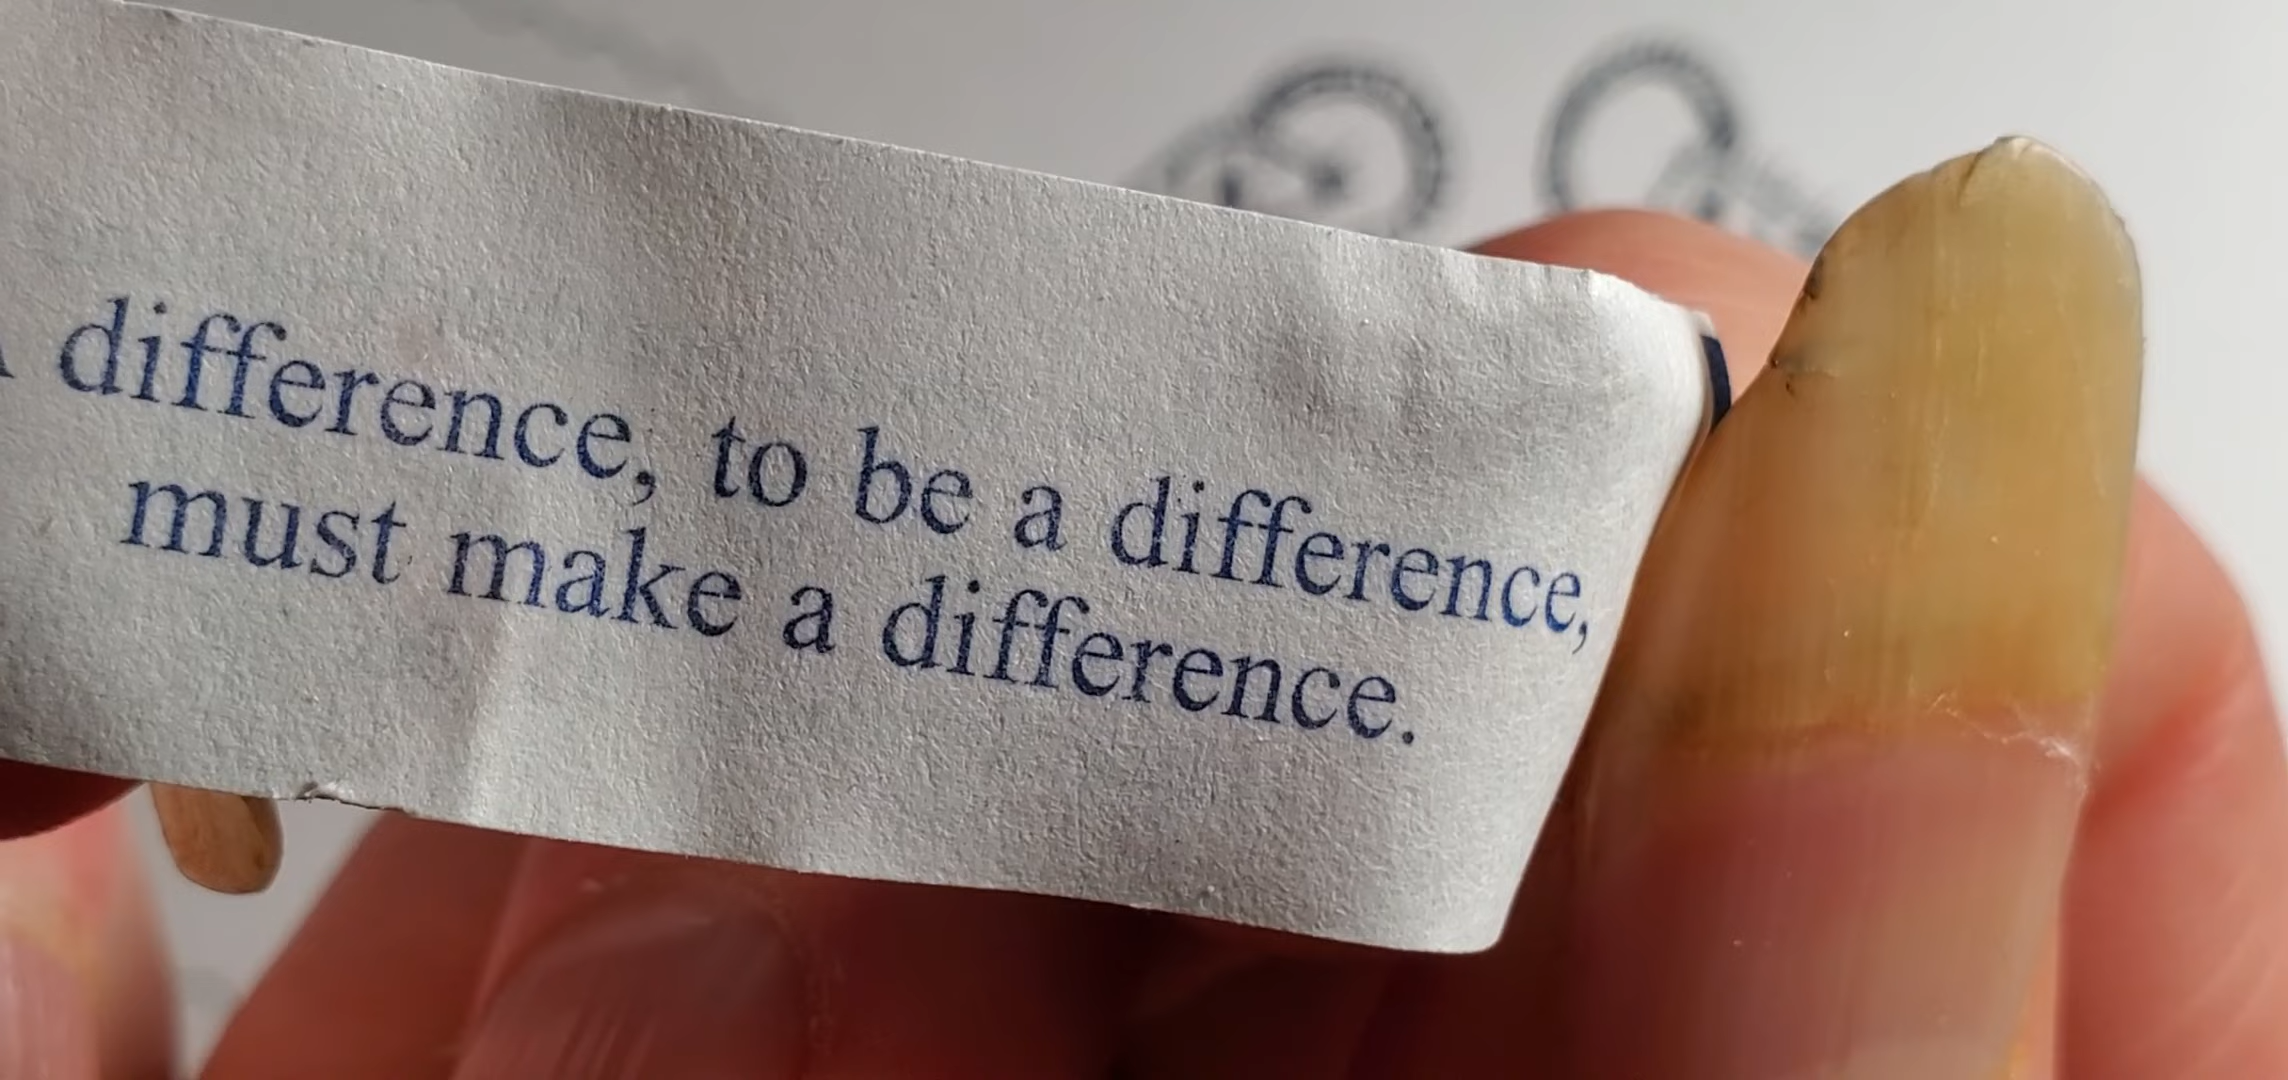 A difference, to be a difference,
must make a difference.